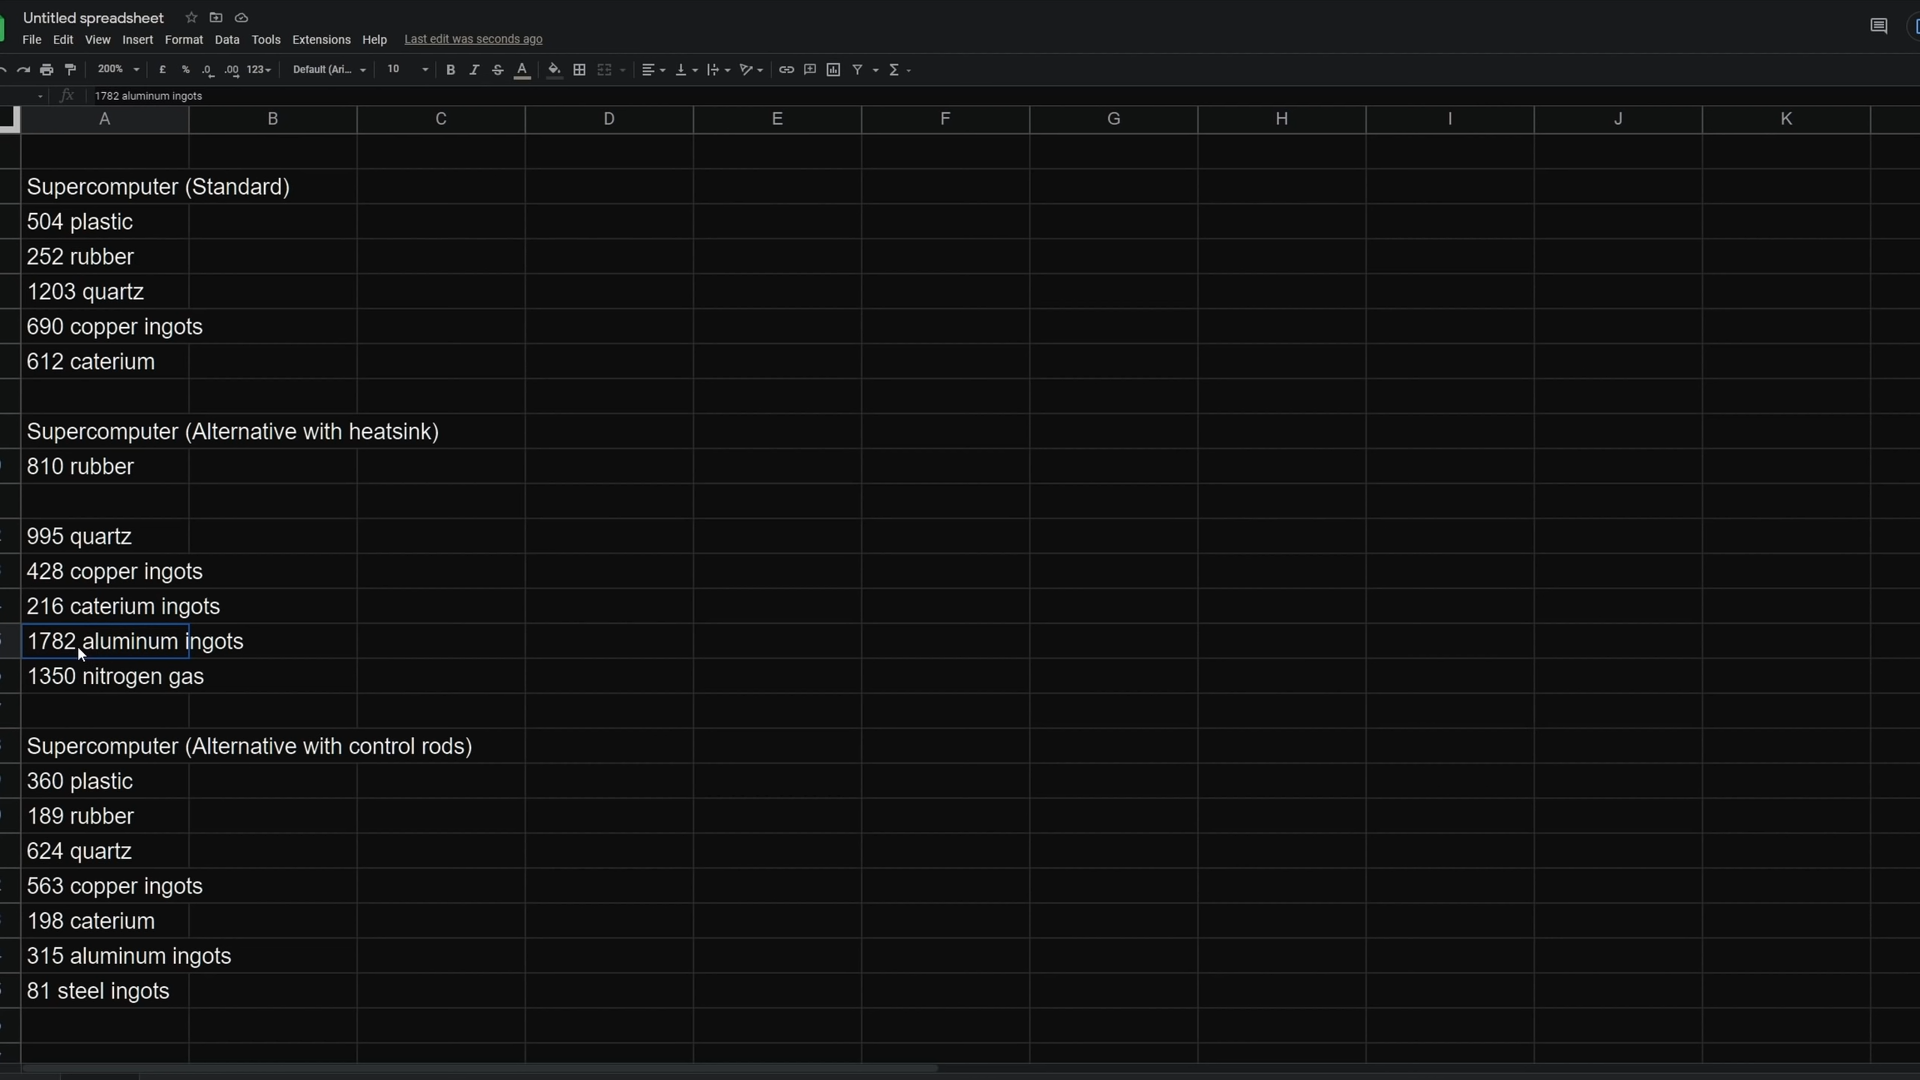 Untitled spreadsheet
File Edit View Insert Format Data Tools Extensions Help Last edit was seconds ago
200% £ % .0 .00 123 Default (Ari... 10 B I S A Σ
fx 1782 aluminum ingots
A B C D E F G H I J K
Supercomputer (Standard)
504 plastic
252 rubber
1203 quartz
690 copper ingots
612 caterium
Supercomputer (Alternative with heatsink)
810 rubber
995 quartz
428 copper ingots
216 caterium ingots
1782 aluminum ingots
1350 nitrogen gas
Supercomputer (Alternative with control rods)
360 plastic
189 rubber
624 quartz
563 copper ingots
198 caterium
315 aluminum ingots
81 steel ingots